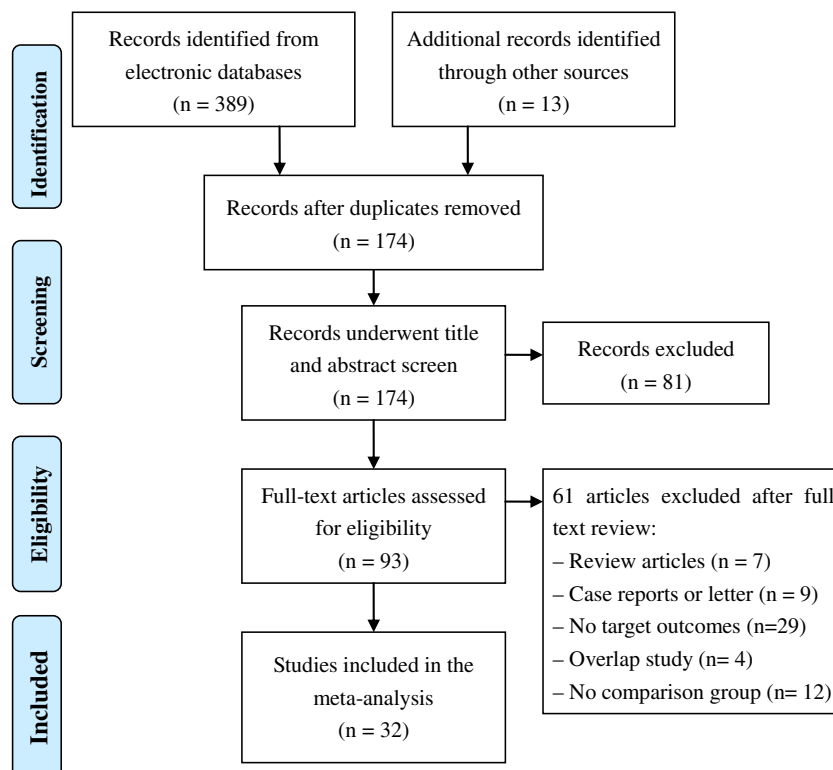 Identification
Records identified from
electronic databases
(n = 389)
Additional records identified
through other sources
(n = 13)
Records after duplicates removed
(n = 174)
Screening
Records underwent title
and abstract screen
(n = 174)
Records excluded
(n = 81)
Eligibility
Full-text articles assessed
for eligibility
(n = 93)
61 articles excluded after full
text review:
– Review articles (n = 7)
– Case reports or letter (n = 9)
– No target outcomes (n=29)
– Overlap study (n= 4)
– No comparison group (n= 12)
Included
Studies included in the
meta-analysis
(n = 32)